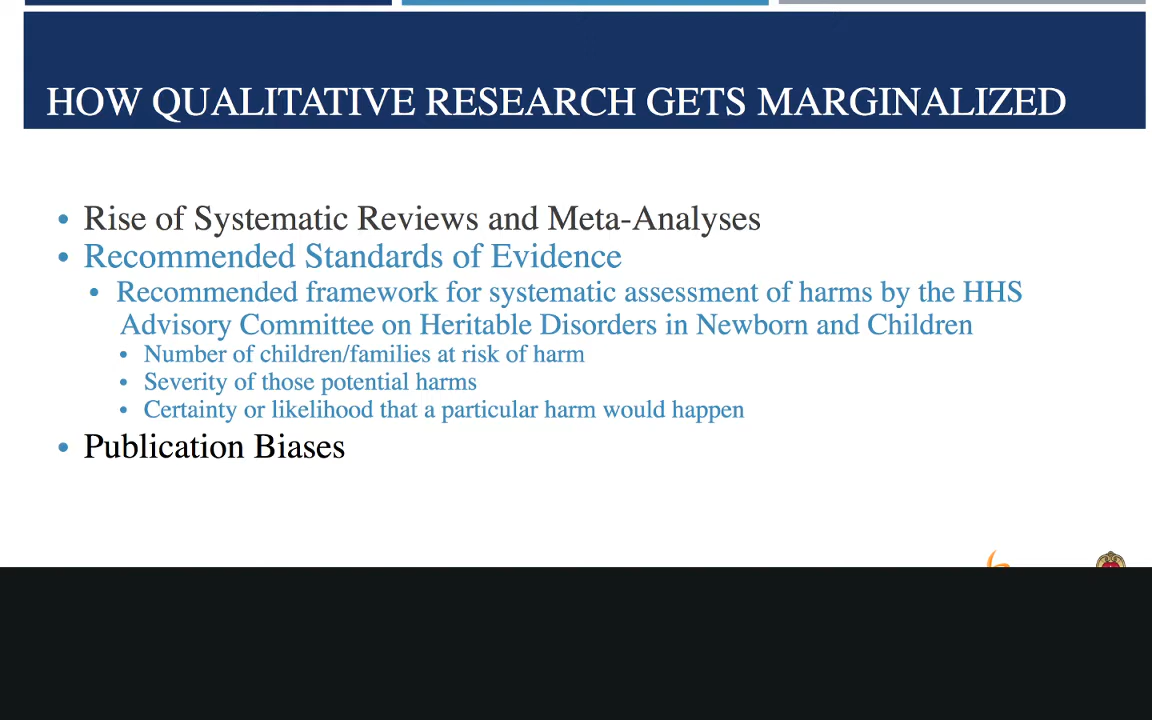 HOW QUALITATIVE RESEARCH GETS MARGINALIZED
• Rise of Systematic Reviews and Meta-Analyses
• Recommended Standards of Evidence
• Recommended framework for systematic assessment of harms by the HHS
Advisory Committee on Heritable Disorders in Newborn and Children
• Number of children/families at risk of harm
• Severity of those potential harms
• Certainty or likelihood that a particular harm would happen
• Publication Biases